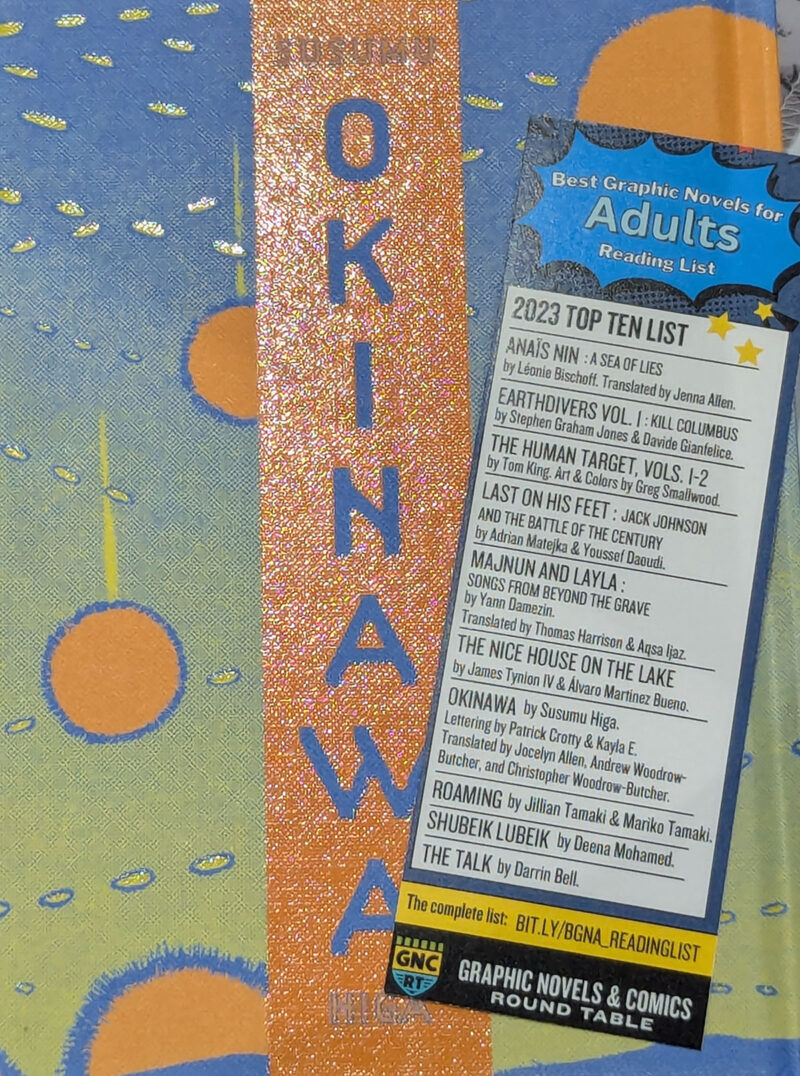 SUSUMU
OKINAWA
HIGA
Best Graphic Novels for
Adults
Reading List
2023 TOP TEN LIST
ANAÏS NIN : A SEA OF LIES
by Léonie Bischoff. Translated by Jenna Allen.
EARTHDIVERS VOL. 1 : KILL COLUMBUS
by Stephen Graham Jones & Davide Gianfelice.
THE HUMAN TARGET, VOLS. 1-2
by Tom King. Art & Colors by Greg Smallwood.
LAST ON HIS FEET : JACK JOHNSON
AND THE BATTLE OF THE CENTURY
by Adrian Matejka & Youssef Daoudi.
MAJNUN AND LAYLA :
SONGS FROM BEYOND THE GRAVE
by Yann Damezin.
Translated by Thomas Harrison & Aqsa Ijaz.
THE NICE HOUSE ON THE LAKE
by James Tynion IV & Álvaro Martinez Bueno.
OKINAWA by Susumu Higa.
Lettering by Patrick Crotty & Kayla E.
Translated by Jocelyn Allen, Andrew Woodrow-
Butcher, and Christopher Woodrow-Butcher.
ROAMING by Jillian Tamaki & Mariko Tamaki.
SHUBEIK LUBEIK by Deena Mohamed.
THE TALK by Darrin Bell.
The complete list: BIT.LY/BGNA_READINGLIST
GNC
RT
GRAPHIC NOVELS & COMICS
ROUND TABLE